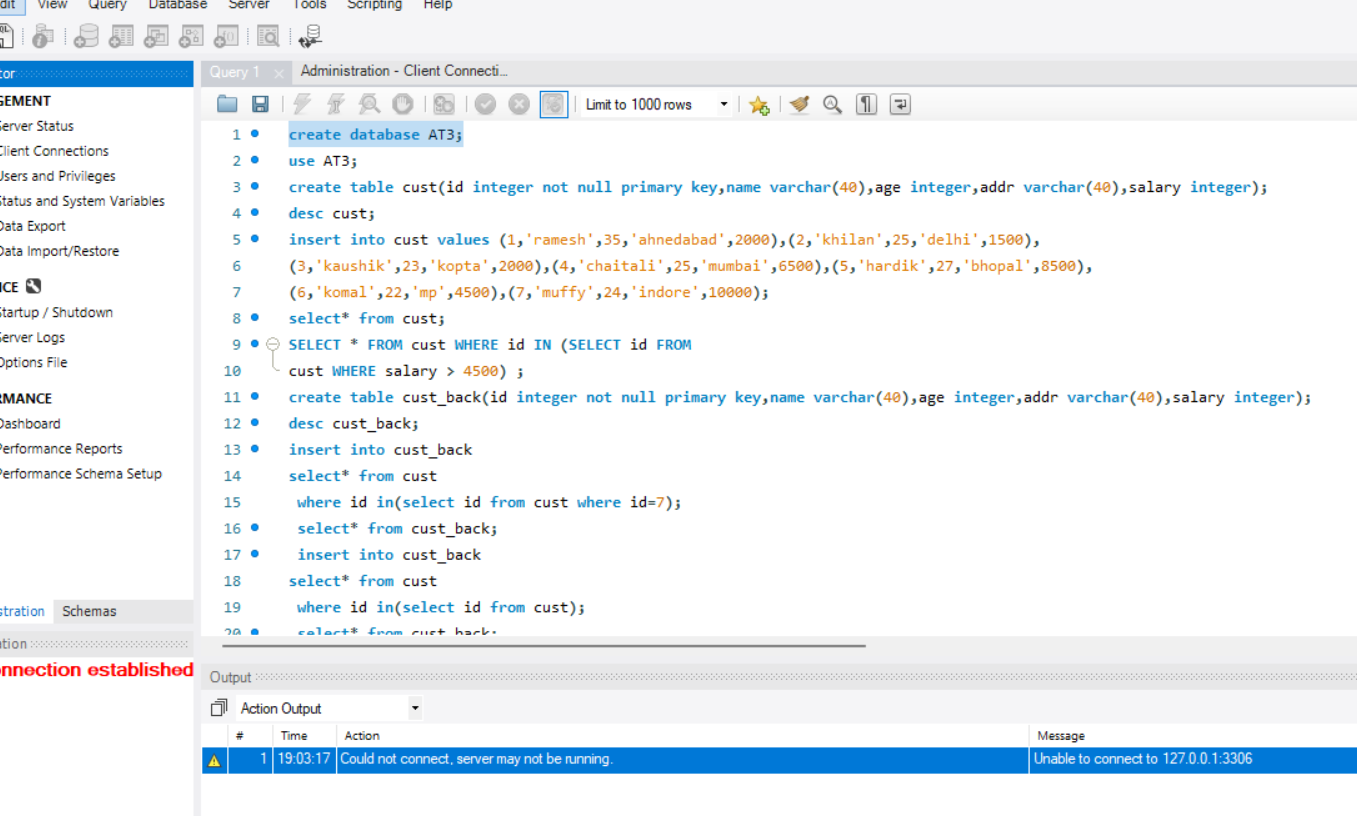 dit View Query Database Server Tools Scripting Help
tor
GEMENT
Server Status
Client Connections
Users and Privileges
Status and System Variables
Data Export
Data Import/Restore
ICE
Startup / Shutdown
Server Logs
Options File
RMANCE
Dashboard
Performance Reports
Performance Schema Setup
stration Schemas
ation
onnection established
Query 1 Administration - Client Connecti...
Limit to 1000 rows
1 create database AT3;
2 use AT3;
3 create table cust(id integer not null primary key,name varchar(40),age integer,addr varchar(40),salary integer);
4 desc cust;
5 insert into cust values (1,'ramesh',35,'ahnedabad',2000),(2,'khilan',25,'delhi',1500),
6 (3,'kaushik',23,'kopta',2000),(4,'chaitali',25,'mumbai',6500),(5,'hardik',27,'bhopal',8500),
7 (6,'komal',22,'mp',4500),(7,'muffy',24,'indore',10000);
8 select* from cust;
9 SELECT * FROM cust WHERE id IN (SELECT id FROM
10 cust WHERE salary > 4500) ;
11 create table cust_back(id integer not null primary key,name varchar(40),age integer,addr varchar(40),salary integer);
12 desc cust_back;
13 insert into cust_back
14 select* from cust
15 where id in(select id from cust where id=7);
16 select* from cust_back;
17 insert into cust_back
18 select* from cust
19 where id in(select id from cust);
20 select* from cust_back;
Output
Action Output
# Time Action Message
1 19:03:17 Could not connect, server may not be running. Unable to connect to 127.0.0.1:3306